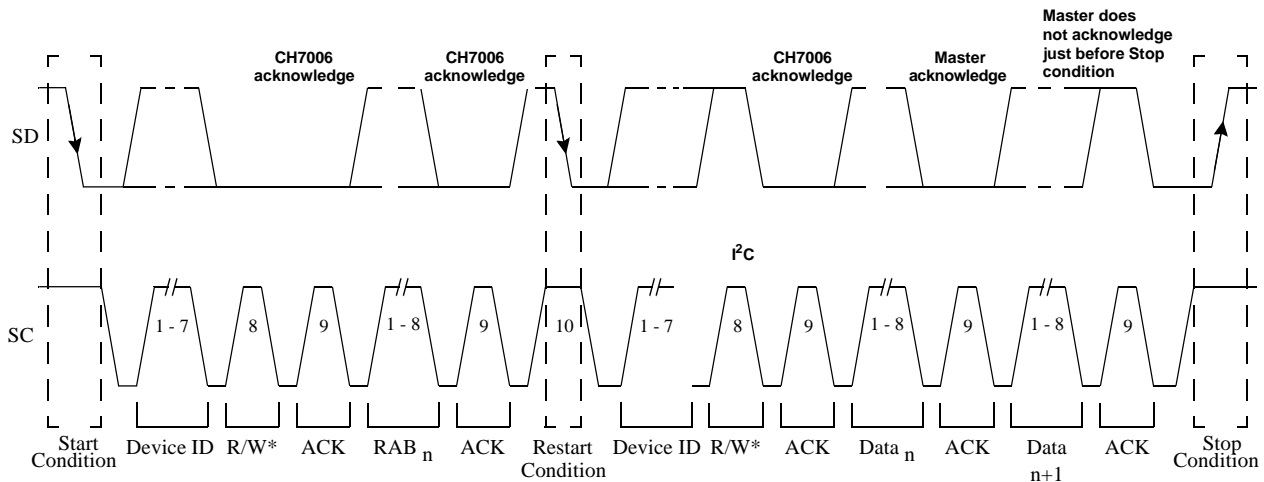 Master does
not acknowledge
just before Stop
condition
CH7006
acknowledge
CH7006
acknowledge
CH7006
acknowledge
Master
acknowledge
SD
I²C
SC
1 - 7
8
9
1 - 8
9
10
1 - 7
8
9
1 - 8
9
1 - 8
9
Start
Condition
Device ID
R/W*
ACK
RAB n
ACK
Restart
Condition
Device ID
R/W*
ACK
Data n
ACK
Data
n+1
ACK
Stop
Condition